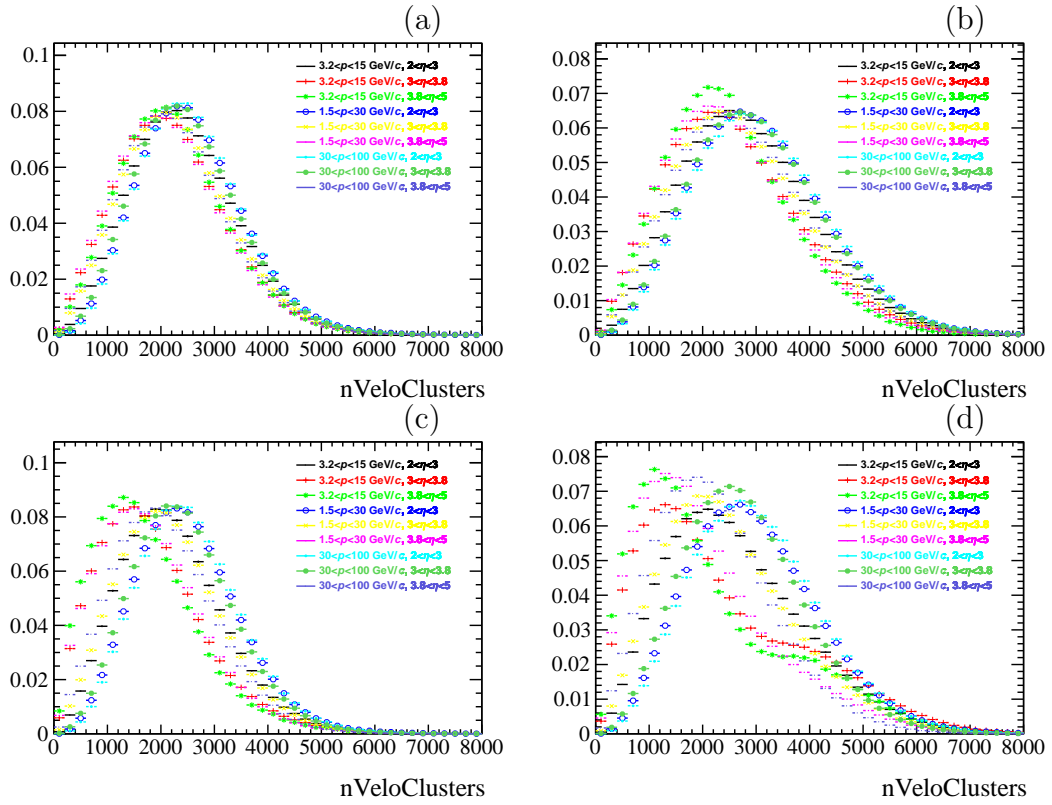 (a)
0.1
0.08
0.06
0.04
0.02
0
0 1000 2000 3000 4000 5000 6000 7000 8000
nVeloClusters
3.2<p<15 GeV/c, 2<η<3
3.2<p<15 GeV/c, 3<η<3.8
3.2<p<15 GeV/c, 3.8<η<5
1.5<p<30 GeV/c, 2<η<3
1.5<p<30 GeV/c, 3<η<3.8
1.5<p<30 GeV/c, 3.8<η<5
30<p<100 GeV/c, 2<η<3
30<p<100 GeV/c, 3<η<3.8
30<p<100 GeV/c, 3.8<η<5
(b)
0.08
0.07
0.06
0.05
0.04
0.03
0.02
0.01
0
0 1000 2000 3000 4000 5000 6000 7000 8000
nVeloClusters
3.2<p<15 GeV/c, 2<η<3
3.2<p<15 GeV/c, 3<η<3.8
3.2<p<15 GeV/c, 3.8<η<5
1.5<p<30 GeV/c, 2<η<3
1.5<p<30 GeV/c, 3<η<3.8
1.5<p<30 GeV/c, 3.8<η<5
30<p<100 GeV/c, 2<η<3
30<p<100 GeV/c, 3<η<3.8
30<p<100 GeV/c, 3.8<η<5
(c)
0.1
0.08
0.06
0.04
0.02
0
0 1000 2000 3000 4000 5000 6000 7000 8000
nVeloClusters
3.2<p<15 GeV/c, 2<η<3
3.2<p<15 GeV/c, 3<η<3.8
3.2<p<15 GeV/c, 3.8<η<5
1.5<p<30 GeV/c, 2<η<3
1.5<p<30 GeV/c, 3<η<3.8
1.5<p<30 GeV/c, 3.8<η<5
30<p<100 GeV/c, 2<η<3
30<p<100 GeV/c, 3<η<3.8
30<p<100 GeV/c, 3.8<η<5
(d)
0.08
0.07
0.06
0.05
0.04
0.03
0.02
0.01
0
0 1000 2000 3000 4000 5000 6000 7000 8000
nVeloClusters
3.2<p<15 GeV/c, 2<η<3
3.2<p<15 GeV/c, 3<η<3.8
3.2<p<15 GeV/c, 3.8<η<5
1.5<p<30 GeV/c, 2<η<3
1.5<p<30 GeV/c, 3<η<3.8
1.5<p<30 GeV/c, 3.8<η<5
30<p<100 GeV/c, 2<η<3
30<p<100 GeV/c, 3<η<3.8
30<p<100 GeV/c, 3.8<η<5